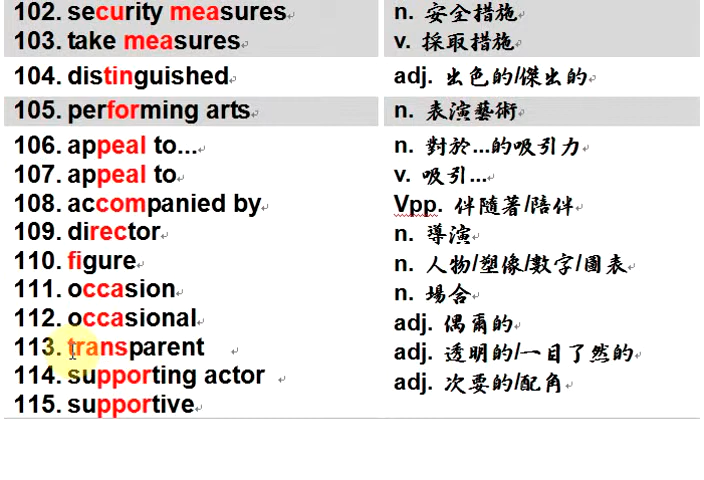 102. security measures n. 安全措施
103. take measures v. 採取措施
104. distinguished adj. 出色的/傑出的
105. performing arts n. 表演藝術
106. appeal to... n. 對於...的吸引力
107. appeal to v. 吸引...
108. accompanied by Vpp. 伴隨著/陪伴
109. director n. 導演
110. figure n. 人物/塑像/數字/圖表
111. occasion n. 場合
112. occasional adj. 偶爾的
113. transparent adj. 透明的/一目了然的
114. supporting actor adj. 次要的/配角
115. supportive